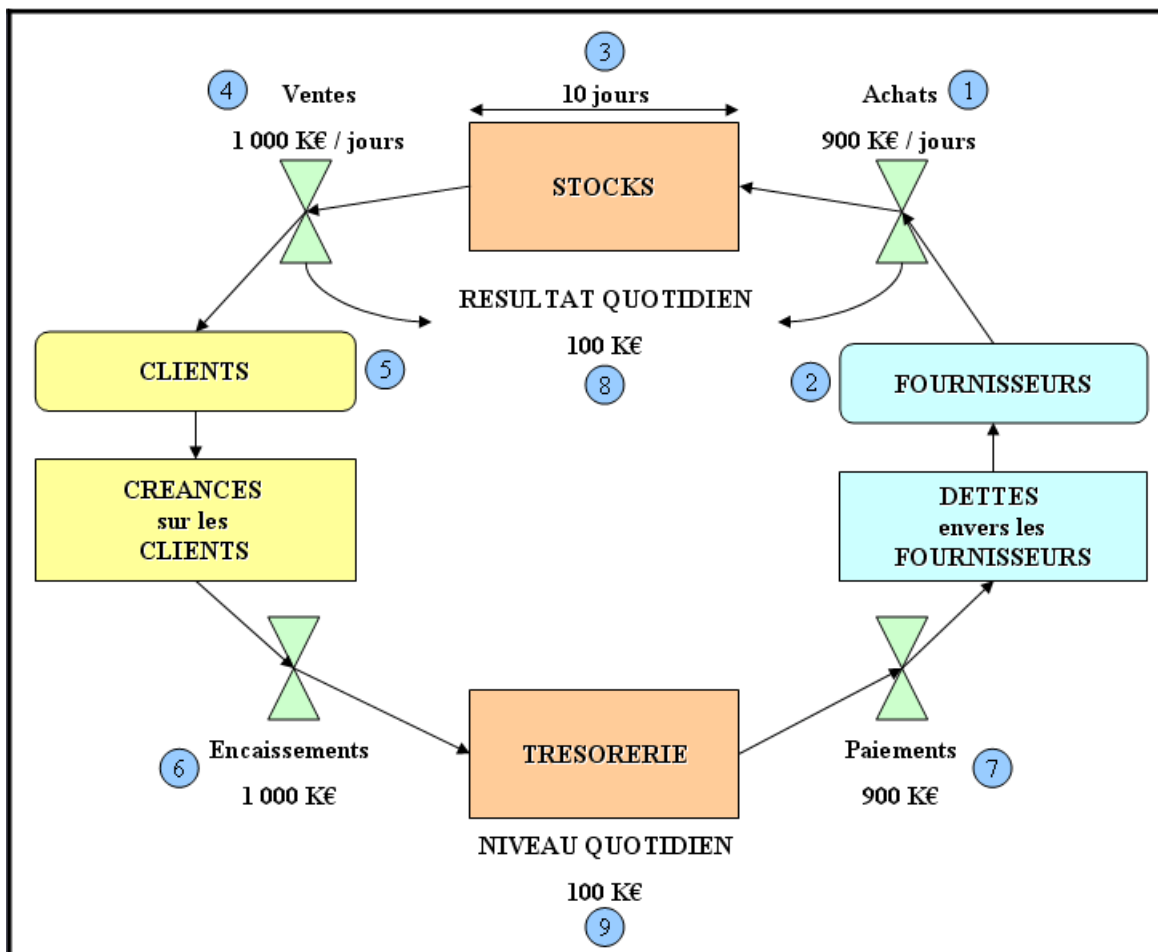 3
4
Ventes
10 jours
Achats
1
1 000 K€ / jours
900 K€ / jours
STOCKS
RESULTAT QUOTIDIEN
100 K€
8
CLIENTS
5
2
FOURNISSEURS
CREANCES
sur les
CLIENTS
DETTES
envers les
FOURNISSEURS
6
Encaissements
1 000 K€
TRESORERIE
Paiements
7
900 K€
NIVEAU QUOTIDIEN
100 K€
9